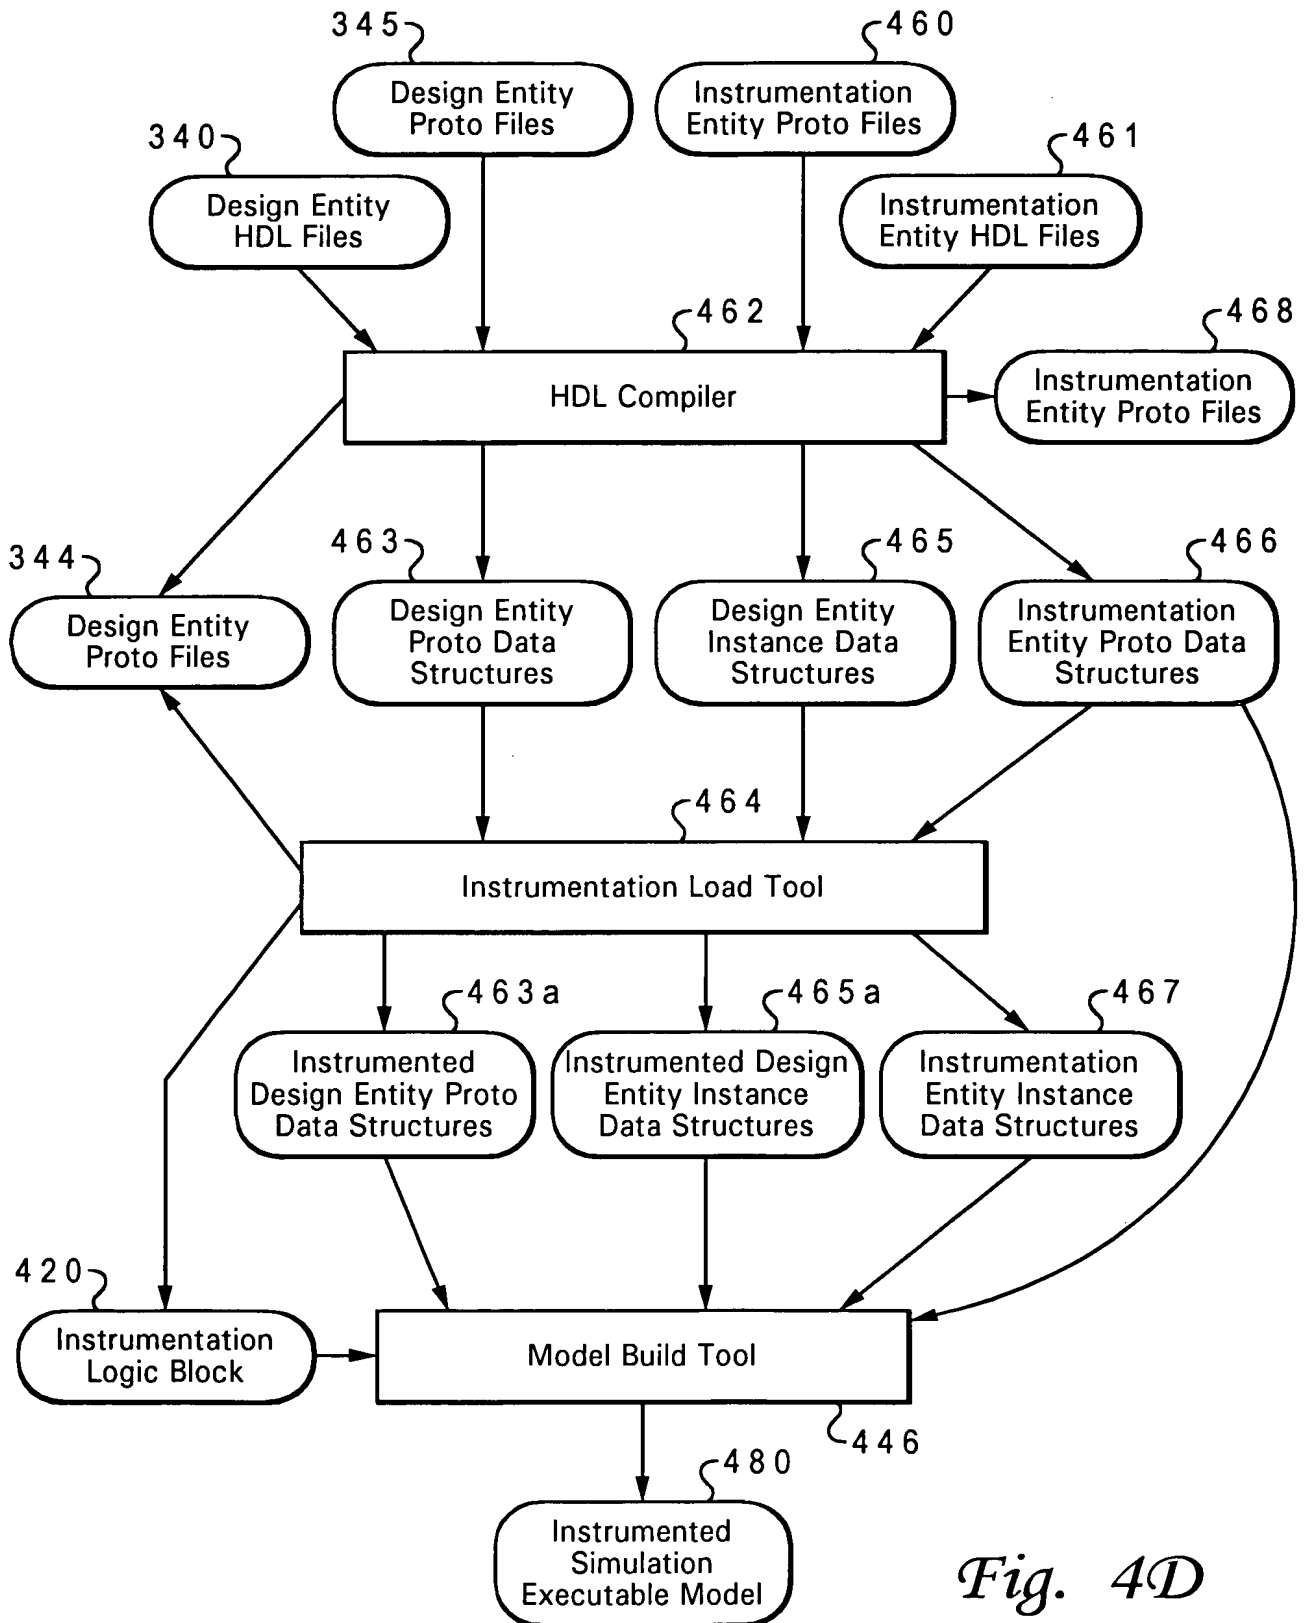 345
460
Design Entity
Proto Files
Instrumentation
Entity Proto Files
340
461
Design Entity
HDL Files
Instrumentation
Entity HDL Files
462
468
HDL Compiler
Instrumentation
Entity Proto Files
344
463
465
466
Design Entity
Proto Files
Design Entity
Proto Data
Structures
Design Entity
Instance Data
Structures
Instrumentation
Entity Proto Data
Structures
464
Instrumentation Load Tool
463a
465a
467
Instrumented
Design Entity Proto
Data Structures
Instrumented Design
Entity Instance
Data Structures
Instrumentation
Entity Instance
Data Structures
420
Instrumentation
Logic Block
Model Build Tool
446
480
Instrumented
Simulation
Executable Model
Fig. 4D